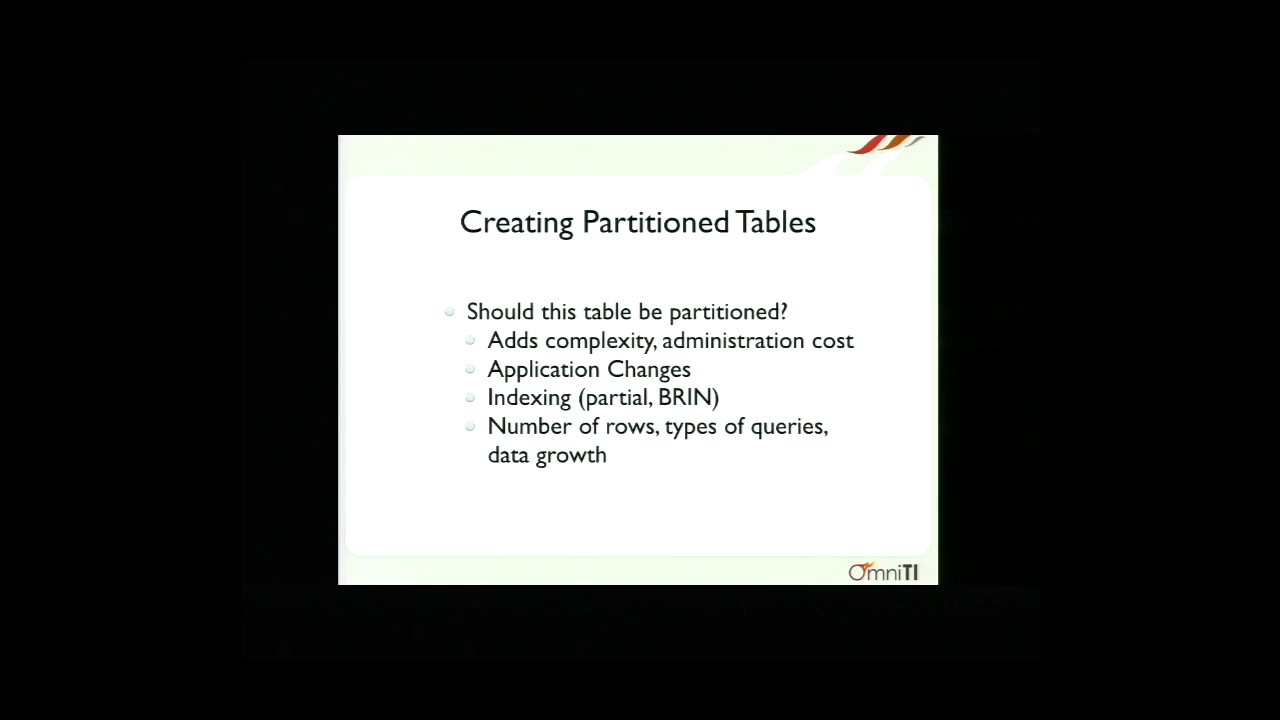 Creating Partitioned Tables
Should this table be partitioned?
Adds complexity, administration cost
Application Changes
Indexing (partial, BRIN)
Number of rows, types of queries,
data growth
OmniTI